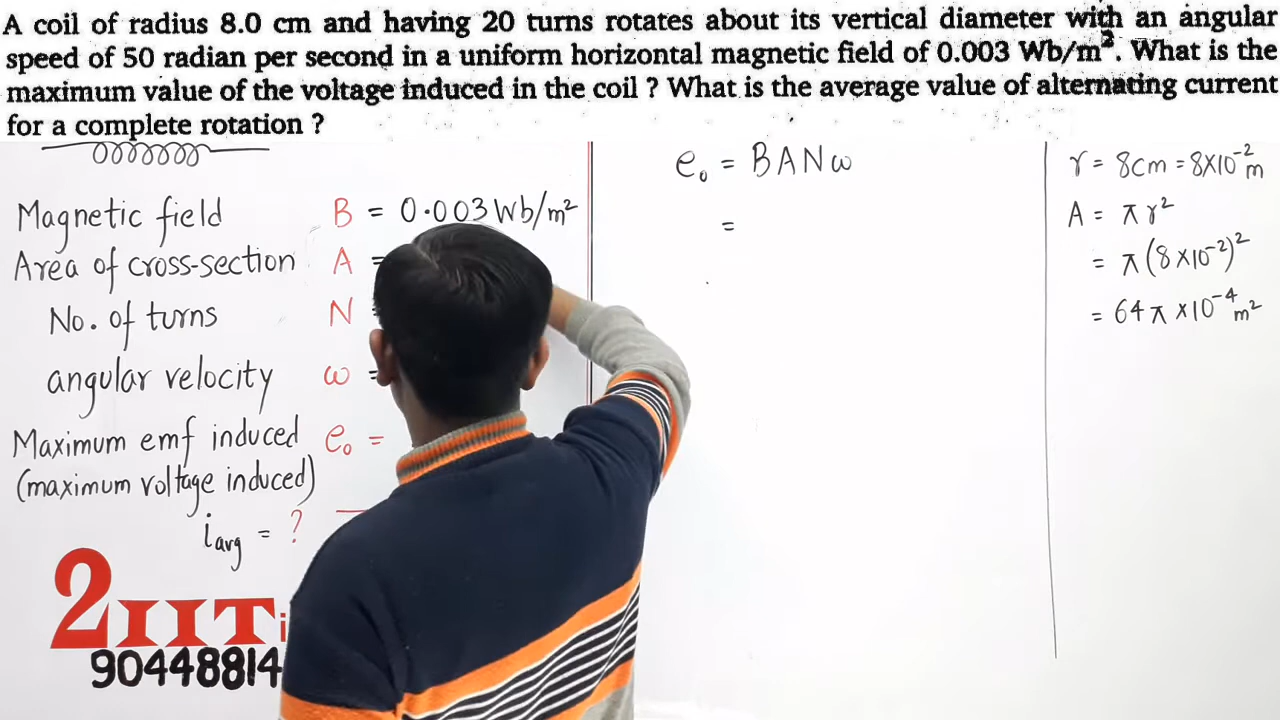 A coil of radius 8.0 cm and having 20 turns rotates about its vertical diameter with an angular
speed of 50 radian per second in a uniform horizontal magnetic field of 0.003 Wb/m². What is the
maximum value of the voltage induced in the coil ? What is the average value of alternating current
for a complete rotation ?
Magnetic field B = 0.003 Wb/m²
Area of cross-section A =
No. of turns N
angular velocity ω =
Maximum emf induced e₀ =
(maximum voltage induced)
i_avg = ?
2IIT
90448814
e₀ = BANω
=
r = 8cm = 8×10⁻² m
A = πr²
= π(8×10⁻²)²
= 64π×10⁻⁴ m²